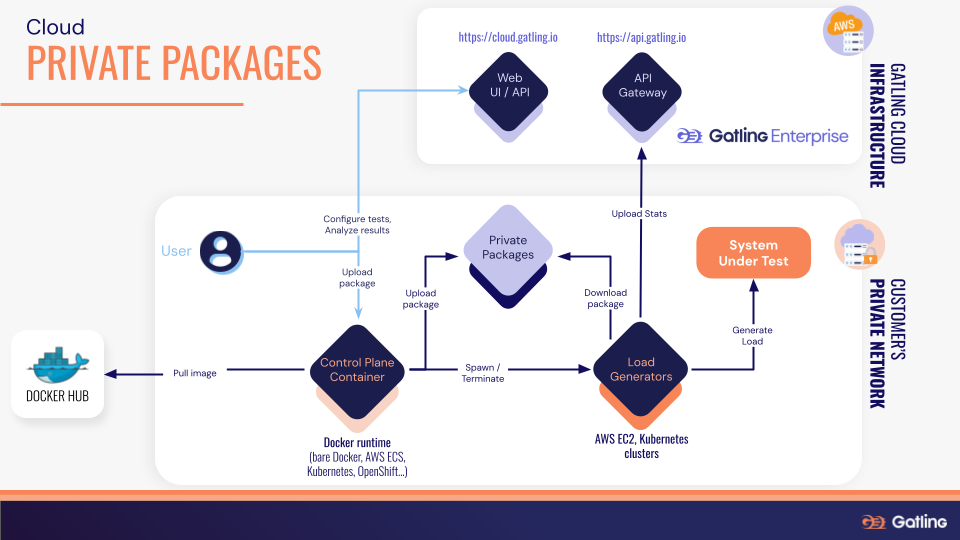 Cloud
PRIVATE PACKAGES
https://cloud.gatling.io
https://api.gatling.io
AWS
Web
UI / API
API
Gateway
Gatling Enterprise
GATLING CLOUD
INFRASTRUCTURE
Configure tests,
Analyze results
Upload Stats
User
Private
Packages
System
Under Test
Upload
package
Upload
package
Download
package
CUSTOMER'S
PRIVATE NETWORK
Generate
Load
DOCKER HUB
Pull image
Control Plane
Container
Spawn /
Terminate
Load
Generators
Docker runtime
(bare Docker, AWS ECS,
Kubernetes, OpenShift...)
AWS EC2, Kubernetes
clusters
Gatling